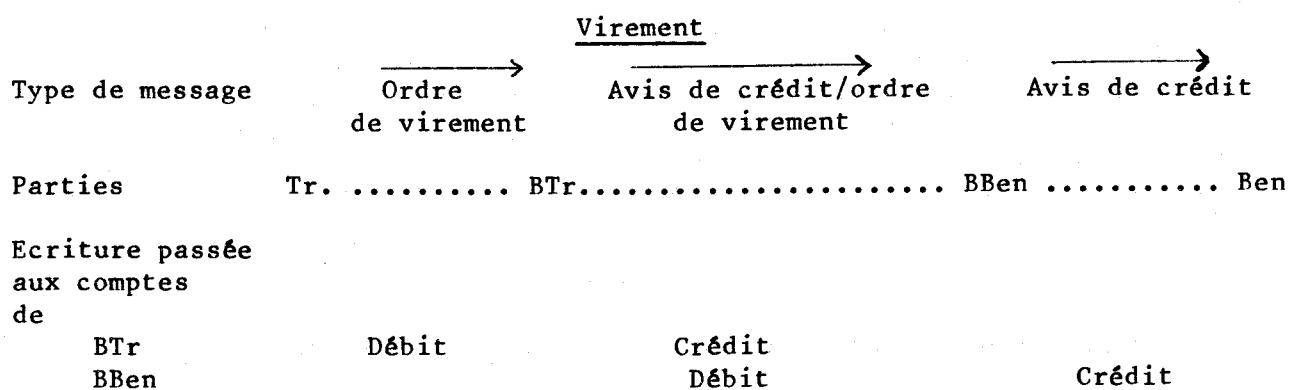 Virement
Type de message Ordre Avis de crédit/ordre Avis de crédit
de virement de virement
Parties Tr. .......... BTr...................... BBen ........... Ben
Ecriture passée
aux comptes
de
BTr Débit Crédit
BBen Débit Crédit